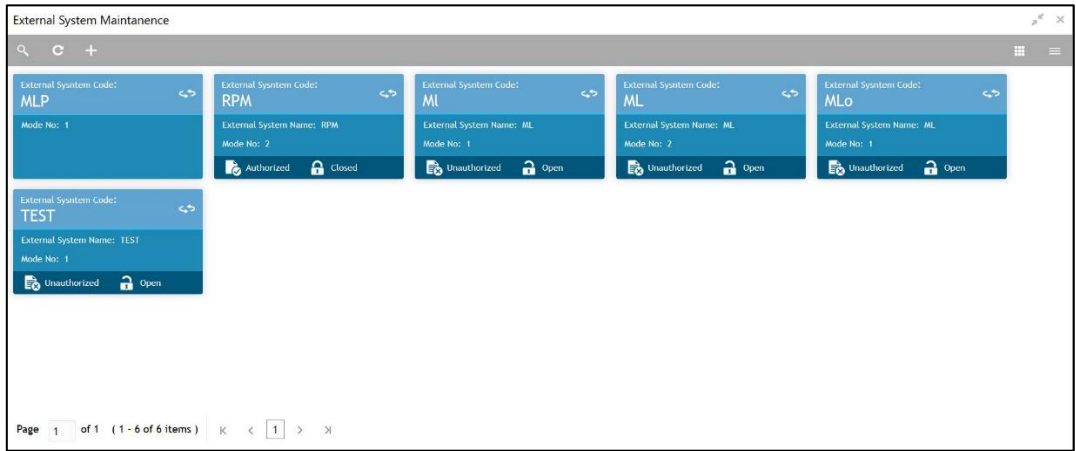 External System Maintanence
External Sysntem Code:
MLP
Mode No: 1
External Sysntem Code:
RPM
External System Name: RPM
Mode No: 2
Authorized Closed
External Sysntem Code:
Ml
External System Name: ML
Mode No: 1
Unauthorized Open
External Sysntem Code:
ML
External System Name: ML
Mode No: 2
Unauthorized Open
External Sysntem Code:
MLo
External System Name: ML
Mode No: 1
Unauthorized Open
External Sysntem Code:
TEST
External System Name: TEST
Mode No: 1
Unauthorized Open
Page 1 of 1 ( 1 - 6 of 6 items ) 1